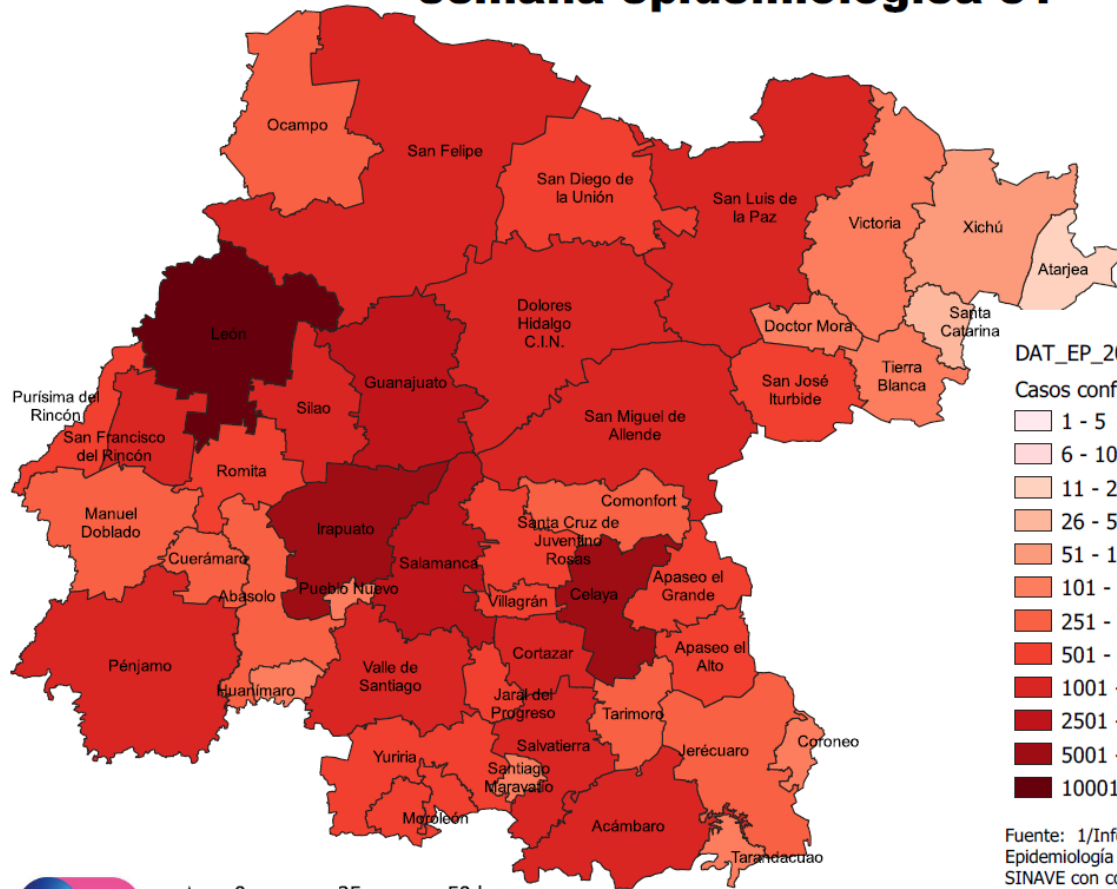 Ocampo
San Felipe
San Diego de
la Unión
San Luis de
la Paz
Victoria
Xichú
Atarjea
León
Dolores
Hidalgo
C.I.N.
Doctor Mora
Santa
Catarina
Tierra
Blanca
San José
Iturbide
Guanajuato
Silao
San Miguel de
Allende
Purísima del
Rincón
San Francisco
del Rincón
Romita
Manuel
Doblado
Cuerámaro
Abasolo
Irapuato
Pueblo Nuevo
Salamanca
Comonfort
Santa Cruz de
Juventino
Rosas
Villagrán
Celaya
Apaseo el
Grande
Apaseo el
Alto
Pénjamo
Huanímaro
Valle de
Santiago
Cortazar
Jaral del
Progreso
Salvatierra
Tarimoro
Jerécuaro
Coroneo
Yuriria
Santiago
Maravatío
Moroleón
Acámbaro
Tarandacuao
DAT_EP_20
Casos conf
1 - 5
6 - 10
11 - 2
26 - 5
51 - 1
101 -
251 -
501 -
1001 -
2501 -
5001 -
10001
Fuente: 1/Inf
Epidemiología
SINAVE con co